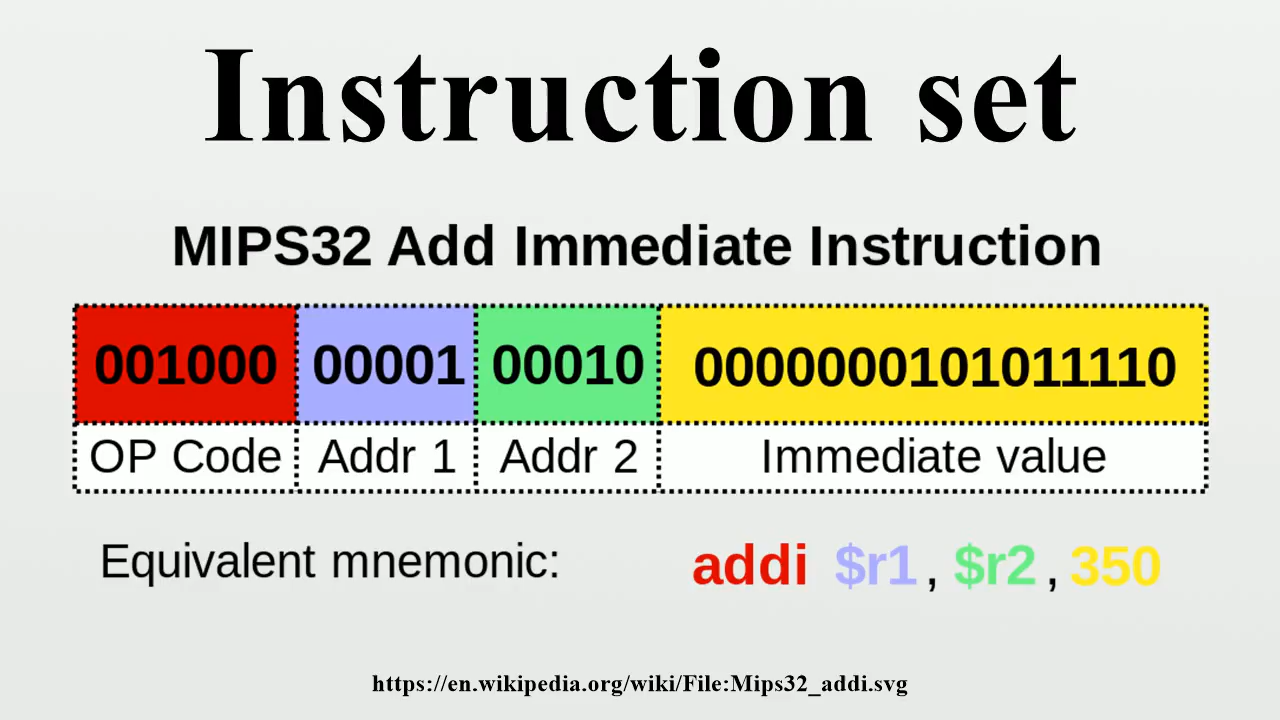 Instruction set
MIPS32 Add Immediate Instruction
001000 00001 00010 0000000101011110
OP Code Addr 1 Addr 2 Immediate value
Equivalent mnemonic: addi $r1 , $r2 , 350
https://en.wikipedia.org/wiki/File:Mips32_addi.svg